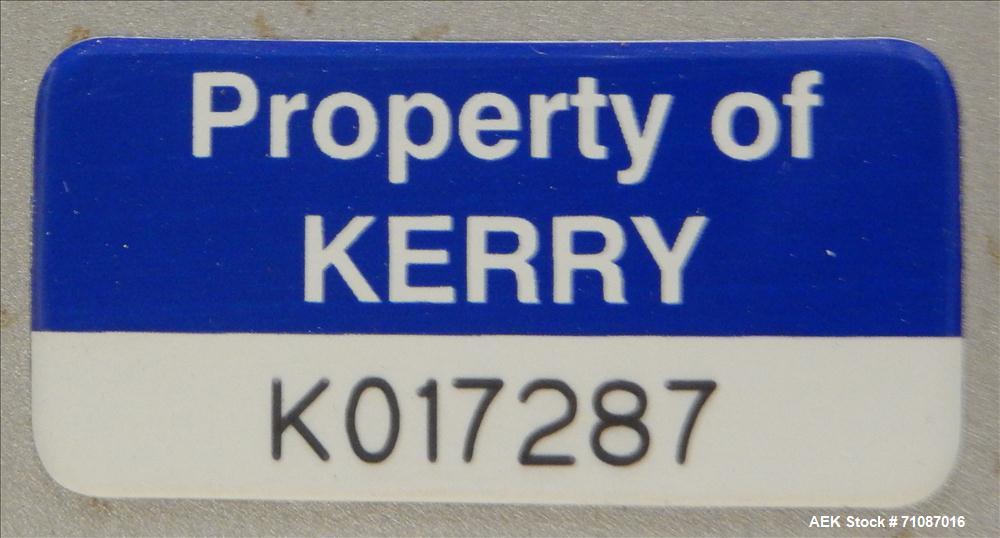 Property of
KERRY
K017287
AEK Stock # 71087016